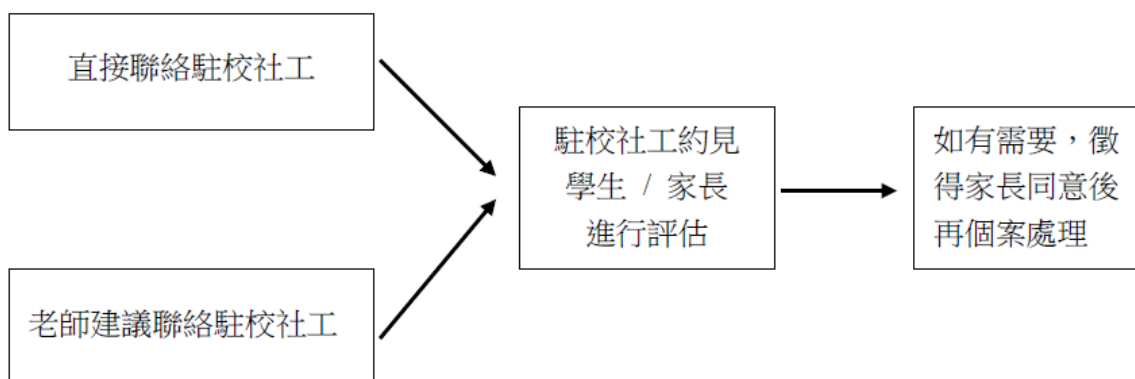 直接聯絡駐校社工
老師建議聯絡駐校社工
駐校社工約見
學生 / 家長
進行評估
如有需要，徵
得家長同意後
再個案處理